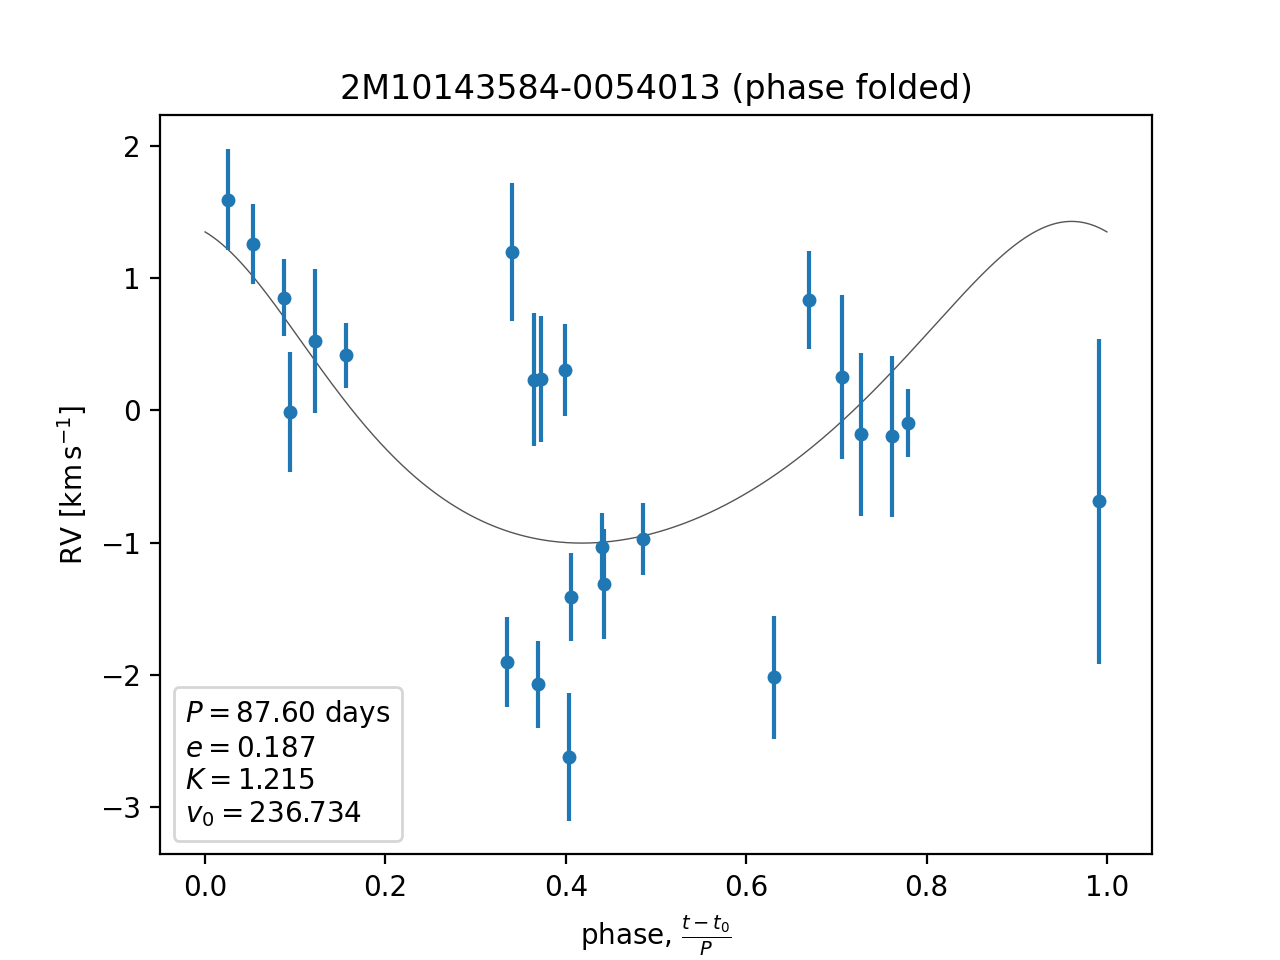 2M10143584-0054013 (phase folded)
RV [km s⁻¹]
2
1
0
−1
−2
−3
P = 87.60 days
e = 0.187
K = 1.215
v₀ = 236.734
0.0 0.2 0.4 0.6 0.8 1.0
phase, (t − t₀)/P